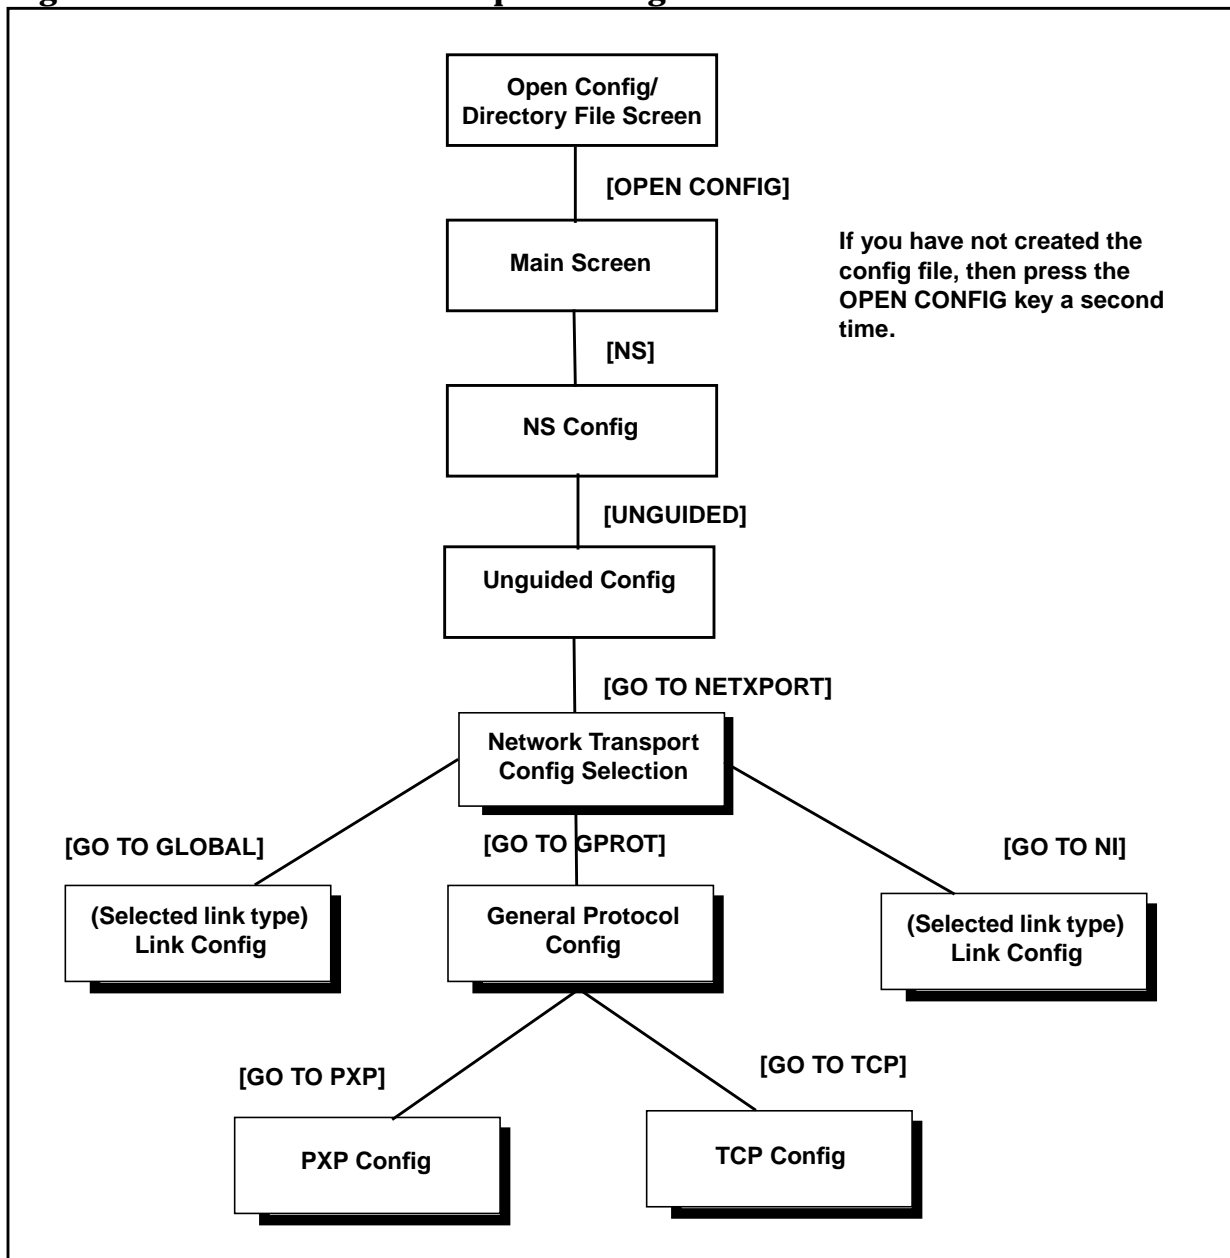 Open Config/
Directory File Screen
[OPEN CONFIG]
If you have not created the
config file, then press the
OPEN CONFIG key a second
time.
Main Screen
[NS]
NS Config
[UNGUIDED]
Unguided Config
[GO TO NETXPORT]
Network Transport
Config Selection
[GO TO GLOBAL]
[GO TO GPROT]
[GO TO NI]
(Selected link type)
Link Config
General Protocol
Config
(Selected link type)
Link Config
[GO TO PXP]
[GO TO TCP]
PXP Config
TCP Config